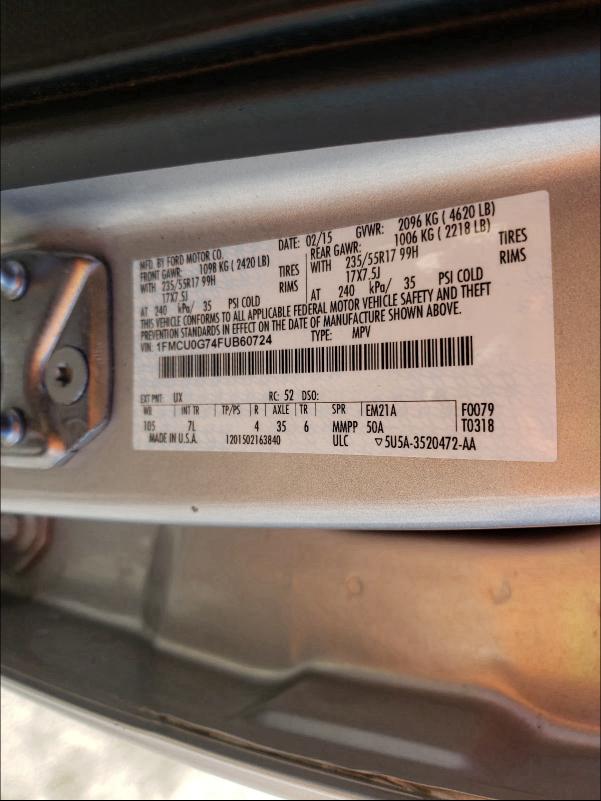 MFD. BY FORD MOTOR CO. DATE: 02/15 GVWR: 2096 KG ( 4620 LB)
FRONT GAWR: 1098 KG ( 2420 LB) REAR GAWR: 1006 KG ( 2218 LB)
WITH 235/55R17 99H TIRES WITH 235/55R17 99H TIRES
17X7.5J RIMS 17X7.5J RIMS
AT 240 kPa/ 35 PSI COLD AT 240 kPa/ 35 PSI COLD
THIS VEHICLE CONFORMS TO ALL APPLICABLE FEDERAL MOTOR VEHICLE SAFETY AND THEFT
PREVENTION STANDARDS IN EFFECT ON THE DATE OF MANUFACTURE SHOWN ABOVE.
VIN: 1FMCU0G74FUB60724 TYPE: MPV
EXT PNT: UX RC: 52 DSO:
WB INT TR TP/PS R AXLE TR SPR EM21A F0079
105 7L 4 35 6 MMPP 50A T0318
MADE IN U.S.A. 1201502163840 ULC ▽5U5A-3520472-AA